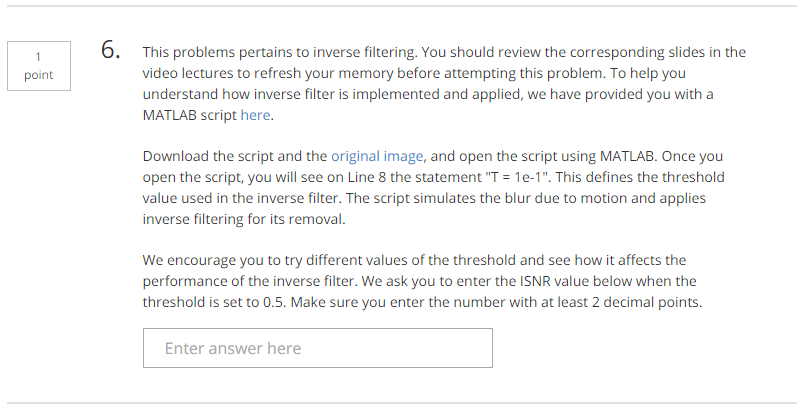 1
point
6.
This problems pertains to inverse filtering. You should review the corresponding slides in the
video lectures to refresh your memory before attempting this problem. To help you
understand how inverse filter is implemented and applied, we have provided you with a
MATLAB script here.
Download the script and the original image, and open the script using MATLAB. Once you
open the script, you will see on Line 8 the statement "T = 1e-1". This defines the threshold
value used in the inverse filter. The script simulates the blur due to motion and applies
inverse filtering for its removal.
We encourage you to try different values of the threshold and see how it affects the
performance of the inverse filter. We ask you to enter the ISNR value below when the
threshold is set to 0.5. Make sure you enter the number with at least 2 decimal points.
Enter answer here